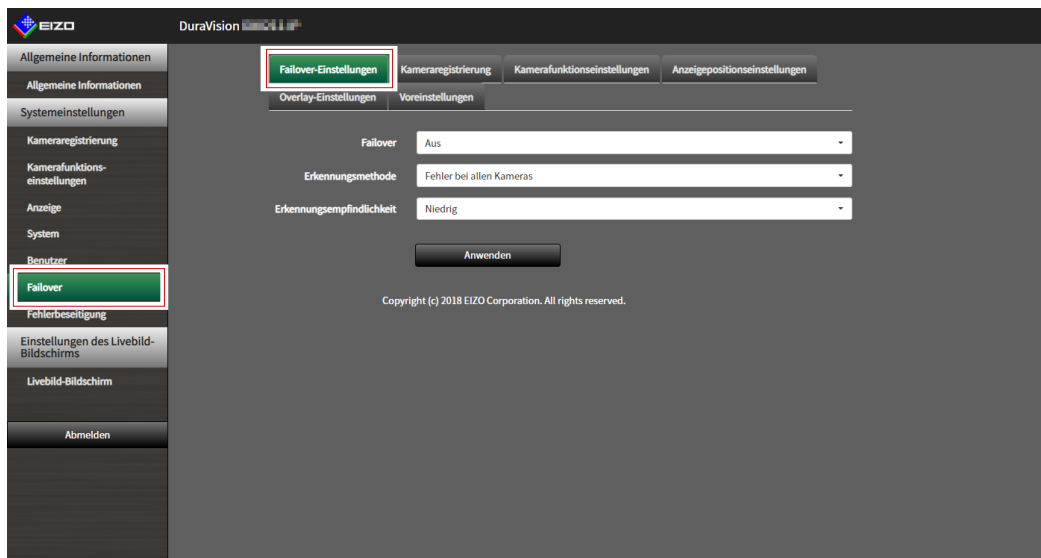 EIZO
DuraVision
Allgemeine Informationen
Allgemeine Informationen
Systemeinstellungen
Kameraregistrierung
Kamerafunktions-
einstellungen
Anzeige
System
Benutzer
Failover
Fehlerbeseitigung
Einstellungen des Livebild-
Bildschirms
Livebild-Bildschirm
Abmelden
Failover-Einstellungen
Kameraregistrierung
Kamerafunktionseinstellungen
Anzeigepositionseinstellungen
Overlay-Einstellungen
Voreinstellungen
Failover
Aus
Erkennungsmethode
Fehler bei allen Kameras
Erkennungsempfindlichkeit
Niedrig
Anwenden
Copyright (c) 2018 EIZO Corporation. All rights reserved.